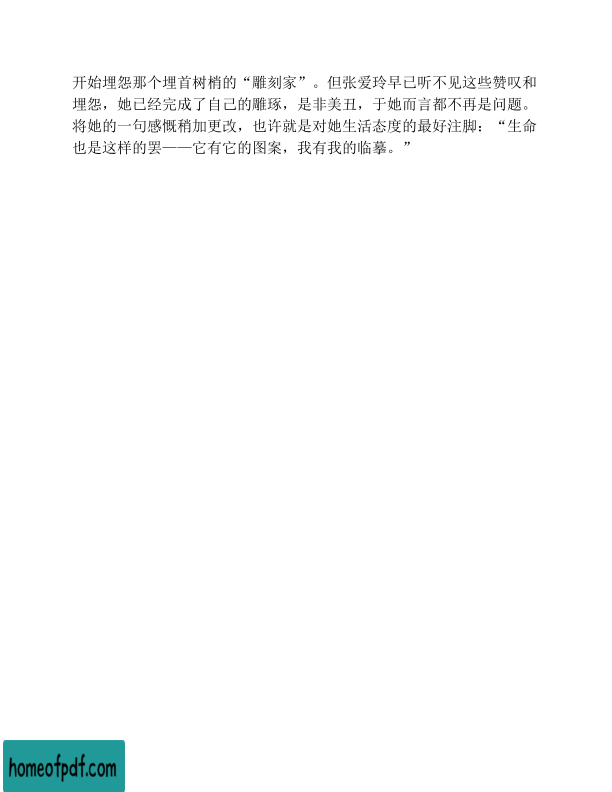 开始埋怨那个埋首树梢的“雕刻家”。但张爱玲早已听不见这些赞叹和
埋怨，她已经完成了自己的雕琢，是非美丑，于她而言都不再是问题。
将她的一句感慨稍加更改，也许就是对她生活态度的最好注脚：“生命
也是这样的罢——它有它的图案，我有我的临摹。”
homeofpdf.com